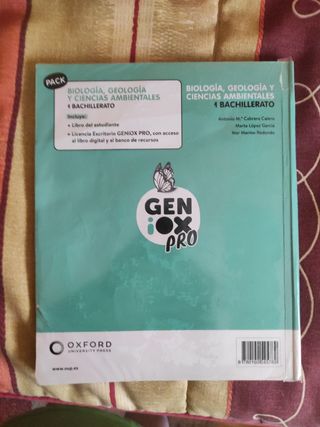 PACK
BIOLOGÍA, GEOLOGÍA
Y CIENCIAS AMBIENTALES
1 BACHILLERATO
Incluye:
• Libro del estudiante
• Licencia Escritorio GENiOX PRO, con acceso
al libro digital y el banco de recursos
BIOLOGÍA, GEOLOGÍA Y
CIENCIAS AMBIENTALES
1 BACHILLERATO
Antonio M.ª Cabrera Calero
Marta López García
Mar Merino Redondo
GEN
iOX
PRO
OXFORD
UNIVERSITY PRESS
www.oup.es